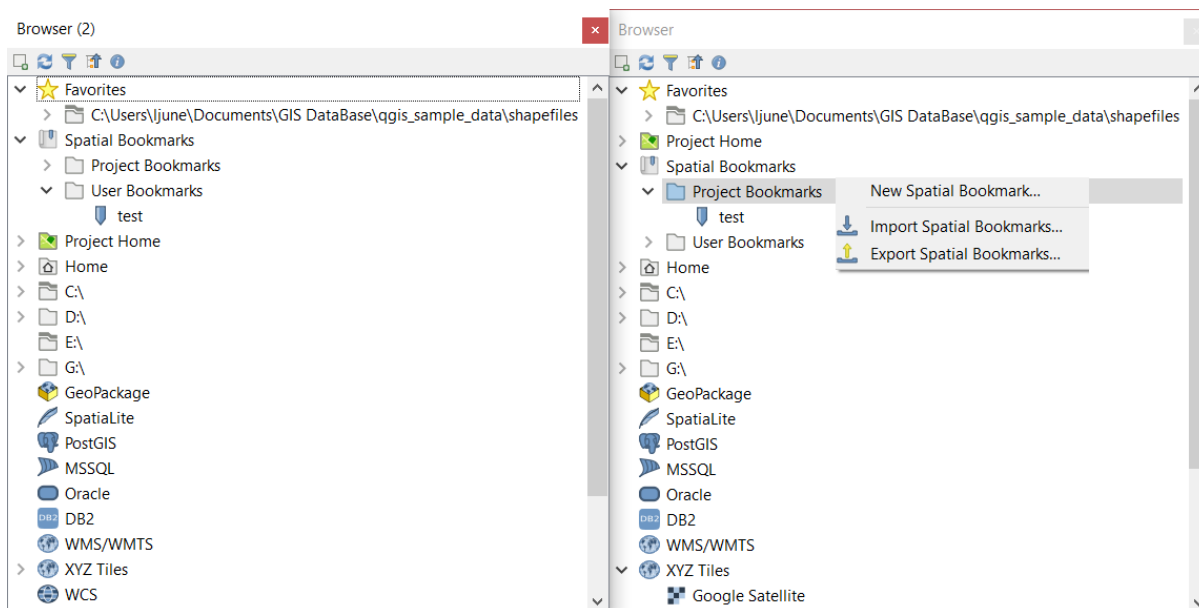 Browser (2)
Favorites
C:\Users\ljune\Documents\GIS DataBase\qgis_sample_data\shapefiles
Spatial Bookmarks
Project Bookmarks
User Bookmarks
test
Project Home
Home
C:\
D:\
E:\
G:\
GeoPackage
SpatiaLite
PostGIS
MSSQL
Oracle
DB2 DB2
WMS/WMTS
XYZ Tiles
WCS
Browser
Favorites
C:\Users\ljune\Documents\GIS DataBase\qgis_sample_data\shapefiles
Project Home
Spatial Bookmarks
Project Bookmarks
test
User Bookmarks
Home
C:\
D:\
E:\
G:\
GeoPackage
SpatiaLite
PostGIS
MSSQL
Oracle
DB2 DB2
WMS/WMTS
XYZ Tiles
Google Satellite
New Spatial Bookmark...
Import Spatial Bookmarks...
Export Spatial Bookmarks...